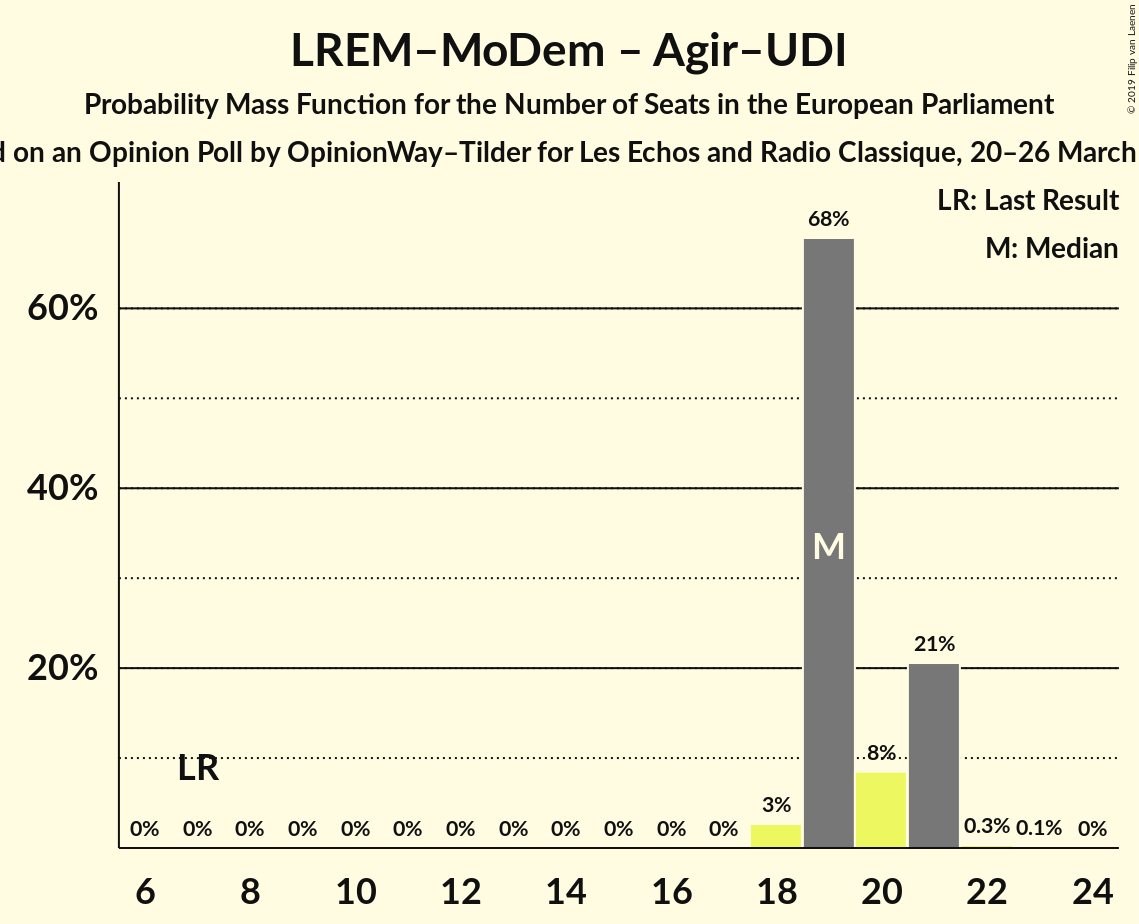 LREM–MoDem – Agir–UDI
Probability Mass Function for the Number of Seats in the European Parliament
on an Opinion Poll by OpinionWay–Tilder for Les Echos and Radio Classique, 20–26 March
© 2019 Filip van Laenen
LR: Last Result
M: Median
68%
60%
40%
M
21%
20%
8%
LR
3%
0% 0% 0% 0% 0% 0% 0% 0% 0% 0% 0% 0% 0.3% 0.1% 0%
6 8 10 12 14 16 18 20 22 24